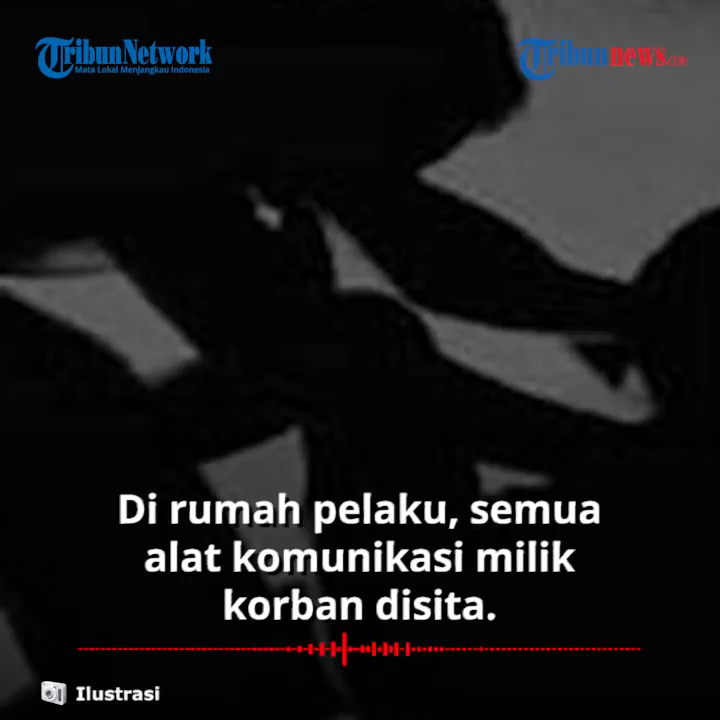 TribunNetwork
Mata Lokal Menjangkau Indonesia
Tribunnews.com
Di rumah pelaku, semua
alat komunikasi milik
korban disita.
Ilustrasi